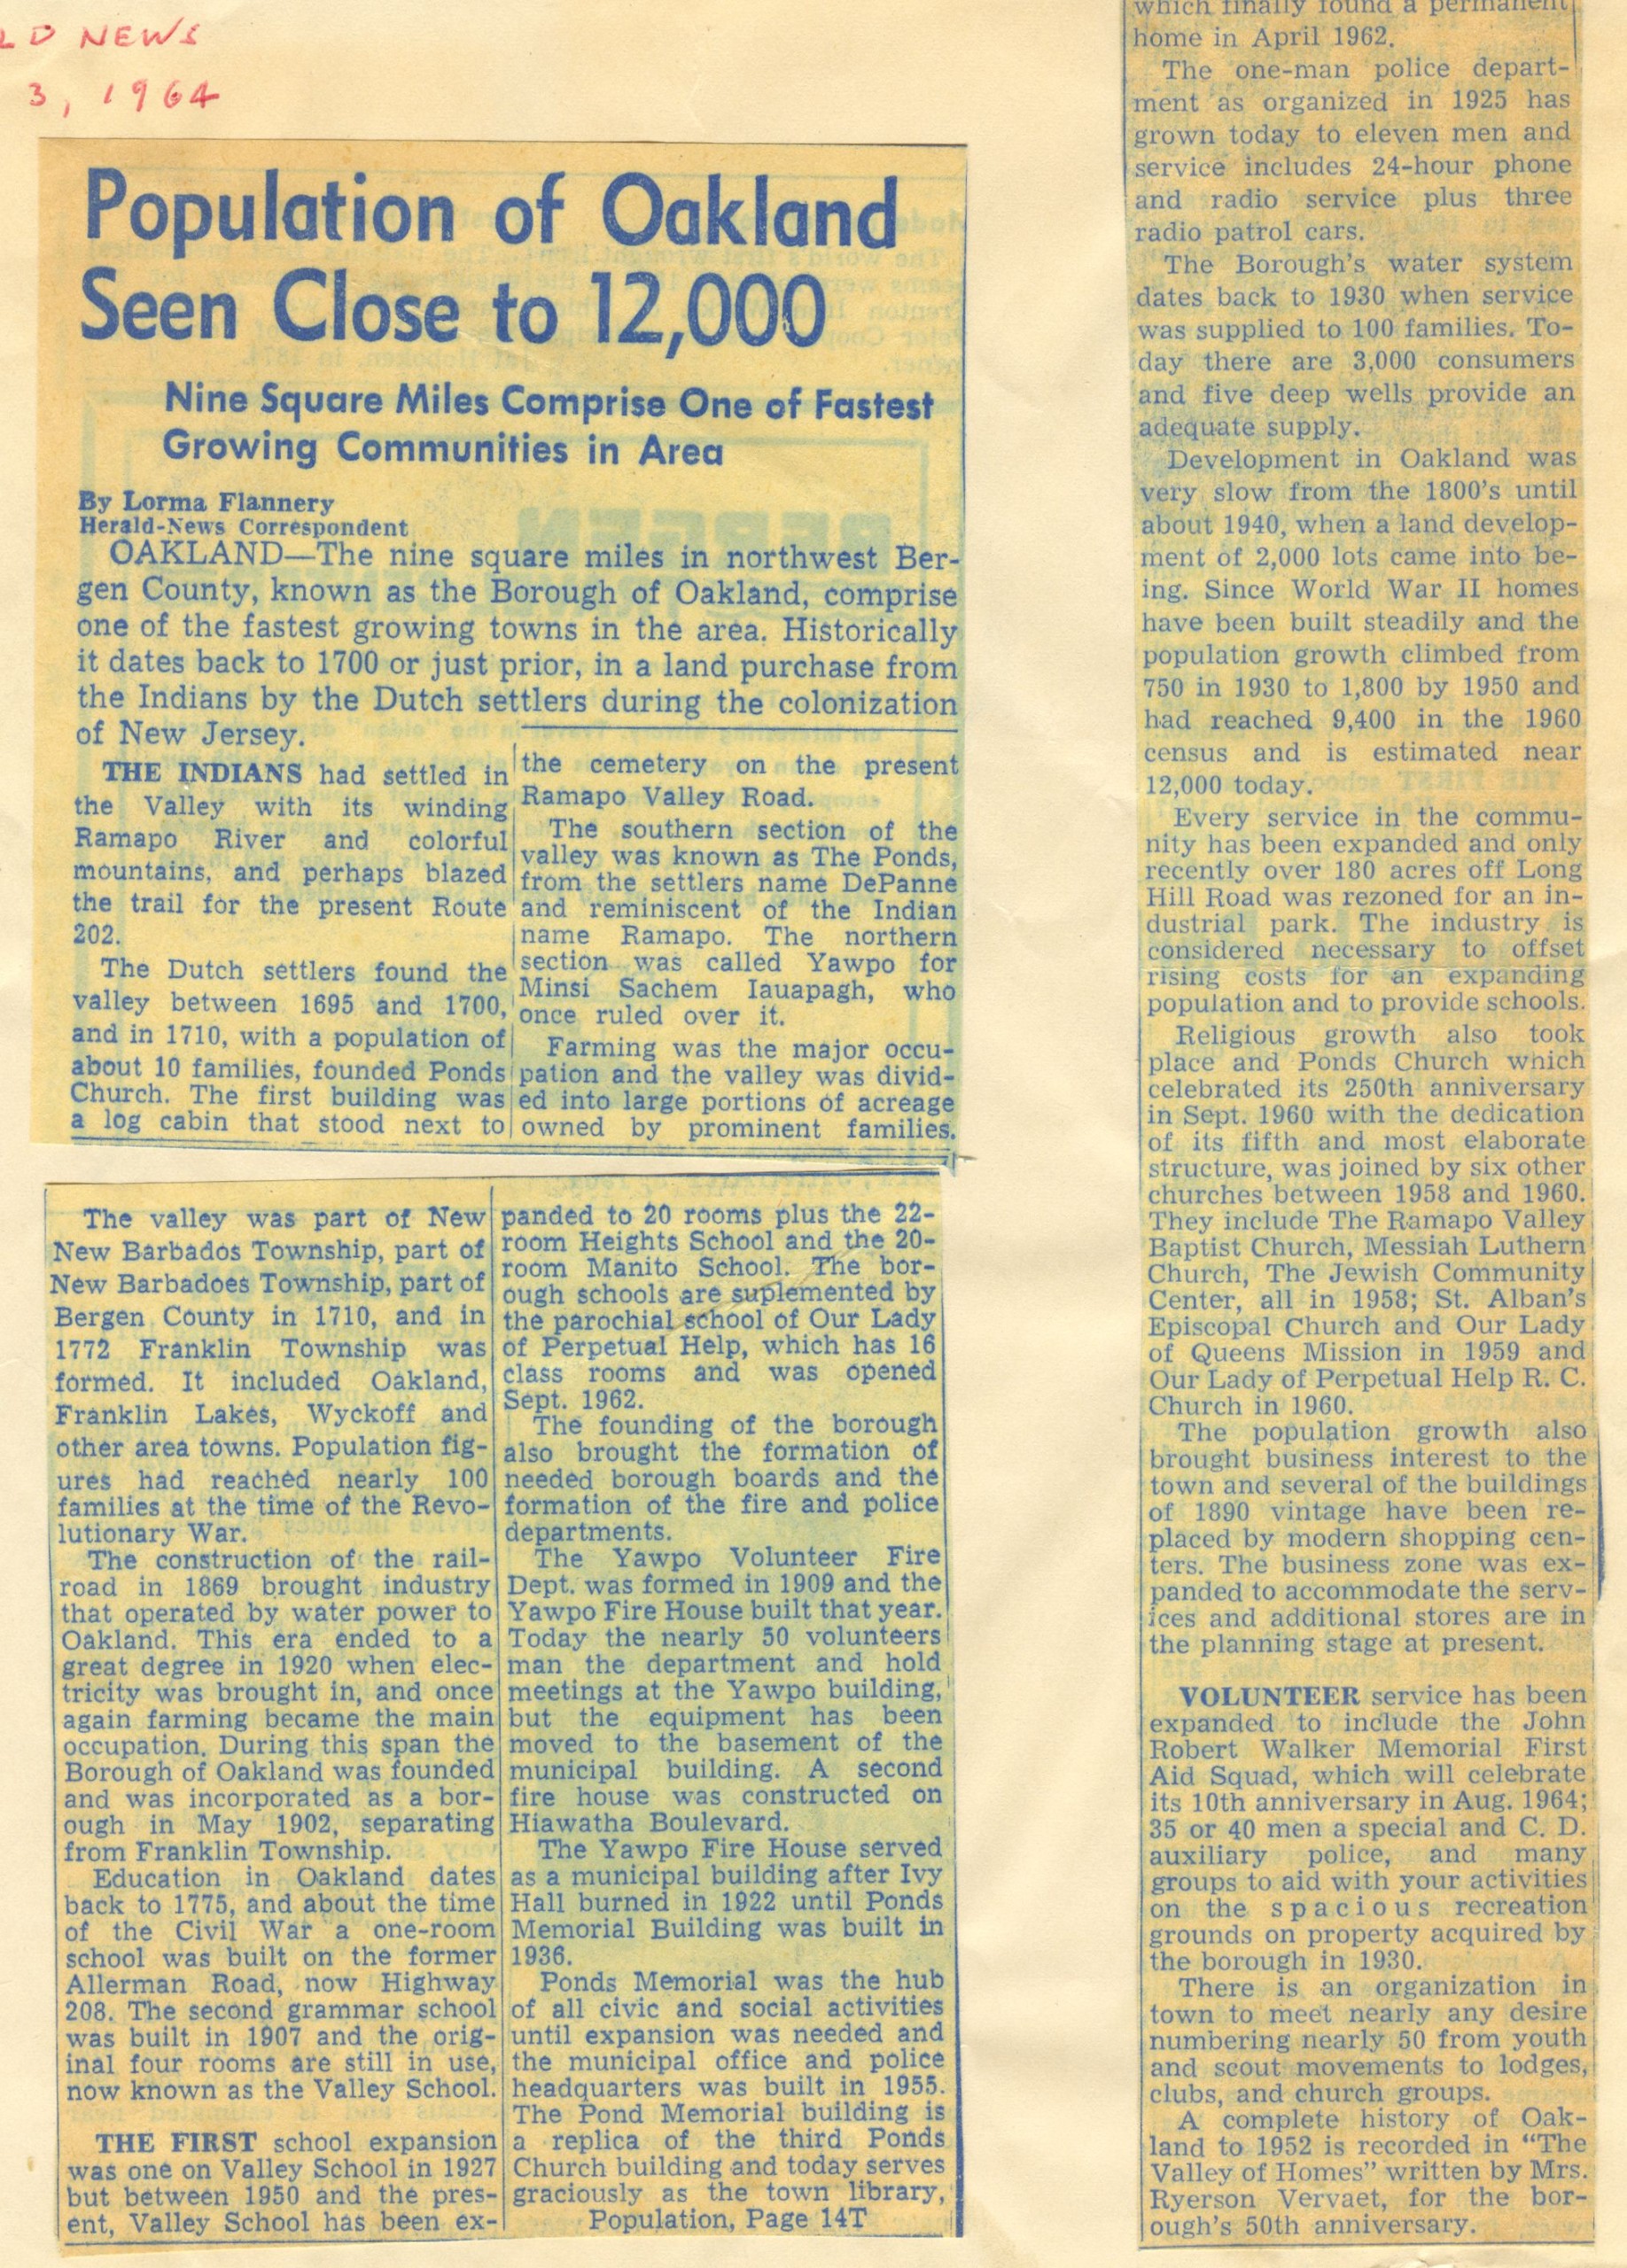 LD NEWS
3, 1964
Population of Oakland
Seen Close to 12,000
Nine Square Miles Comprise One of Fastest
Growing Communities in Area
By Lorma Flannery
Herald-News Correspondent
OAKLAND—The nine square miles in northwest Ber-
gen County, known as the Borough of Oakland, comprise
one of the fastest growing towns in the area. Historically
it dates back to 1700 or just prior, in a land purchase from
the Indians by the Dutch settlers during the colonization
of New Jersey.
THE INDIANS had settled in
the Valley with its winding
Ramapo River and colorful
mountains, and perhaps blazed
the trail for the present Route
202.
The Dutch settlers found the
valley between 1695 and 1700,
and in 1710, with a population of
about 10 families, founded Ponds
Church. The first building was
a log cabin that stood next to
the cemetery on the present
Ramapo Valley Road.
The southern section of the
valley was known as The Ponds,
from the settlers name DePanne
and reminiscent of the Indian
name Ramapo. The northern
section was called Yawpo for
Minsi Sachem Iauapagh, who
once ruled over it.
Farming was the major occu-
pation and the valley was divid-
ed into large portions of acreage
owned by prominent families.
The valley was part of New
New Barbados Township, part of
New Barbadoes Township, part of
Bergen County in 1710, and in
1772 Franklin Township was
formed. It included Oakland,
Franklin Lakes, Wyckoff and
other area towns. Population fig-
ures had reached nearly 100
families at the time of the Revo-
lutionary War.
The construction of the rail-
road in 1869 brought industry
that operated by water power to
Oakland. This era ended to a
great degree in 1920 when elec-
tricity was brought in, and once
again farming became the main
occupation. During this span the
Borough of Oakland was founded
and was incorporated as a bor-
ough in May 1902, separating
from Franklin Township.
Education in Oakland dates
back to 1775, and about the time
of the Civil War a one-room
school was built on the former
Allerman Road, now Highway
208. The second grammar school
was built in 1907 and the orig-
inal four rooms are still in use,
now known as the Valley School.
THE FIRST school expansion
was one on Valley School in 1927
but between 1950 and the pres-
ent, Valley School has been ex-
panded to 20 rooms plus the 22-
room Heights School and the 20-
room Manito School. The bor-
ough schools are suplemented by
the parochial school of Our Lady
of Perpetual Help, which has 16
class rooms and was opened
Sept. 1962.
The founding of the borough
also brought the formation of
needed borough boards and the
formation of the fire and police
departments.
The Yawpo Volunteer Fire
Dept. was formed in 1909 and the
Yawpo Fire House built that year.
Today the nearly 50 volunteers
man the department and hold
meetings at the Yawpo building,
but the equipment has been
moved to the basement of the
municipal building. A second
fire house was constructed on
Hiawatha Boulevard.
The Yawpo Fire House served
as a municipal building after Ivy
Hall burned in 1922 until Ponds
Memorial Building was built in
1936.
Ponds Memorial was the hub
of all civic and social activities
until expansion was needed and
the municipal office and police
headquarters was built in 1955.
The Pond Memorial building is
a replica of the third Ponds
Church building and today serves
graciously as the town library,
Population, Page 14T
which finally found a permanent
home in April 1962.
The one-man police depart-
ment as organized in 1925 has
grown today to eleven men and
service includes 24-hour phone
and radio service plus three
radio patrol cars.
The Borough's water system
dates back to 1930 when service
was supplied to 100 families. To-
day there are 3,000 consumers
and five deep wells provide an
adequate supply.
Development in Oakland was
very slow from the 1800's until
about 1940, when a land develop-
ment of 2,000 lots came into be-
ing. Since World War II homes
have been built steadily and the
population growth climbed from
750 in 1930 to 1,800 by 1950 and
had reached 9,400 in the 1960
census and is estimated near
12,000 today.
Every service in the commu-
nity has been expanded and only
recently over 180 acres off Long
Hill Road was rezoned for an in-
dustrial park. The industry is
considered necessary to offset
rising costs for an expanding
population and to provide schools.
Religious growth also took
place and Ponds Church which
celebrated its 250th anniversary
in Sept. 1960 with the dedication
of its fifth and most elaborate
structure, was joined by six other
churches between 1958 and 1960.
They include The Ramapo Valley
Baptist Church, Messiah Luthern
Church, The Jewish Community
Center, all in 1958; St. Alban's
Episcopal Church and Our Lady
of Queens Mission in 1959 and
Our Lady of Perpetual Help R. C.
Church in 1960.
The population growth also
brought business interest to the
town and several of the buildings
of 1890 vintage have been re-
placed by modern shopping cen-
ters. The business zone was ex-
panded to accommodate the serv-
ices and additional stores are in
the planning stage at present.
VOLUNTEER service has been
expanded to include the John
Robert Walker Memorial First
Aid Squad, which will celebrate
its 10th anniversary in Aug. 1964;
35 or 40 men a special and C. D.
auxiliary police, and many
groups to aid with your activities
on the spacious recreation
grounds on property acquired by
the borough in 1930.
There is an organization in
town to meet nearly any desire
numbering nearly 50 from youth
and scout movements to lodges,
clubs, and church groups.
A complete history of Oak-
land to 1952 is recorded in "The
Valley of Homes" written by Mrs.
Ryerson Vervaet, for the bor-
ough's 50th anniversary.